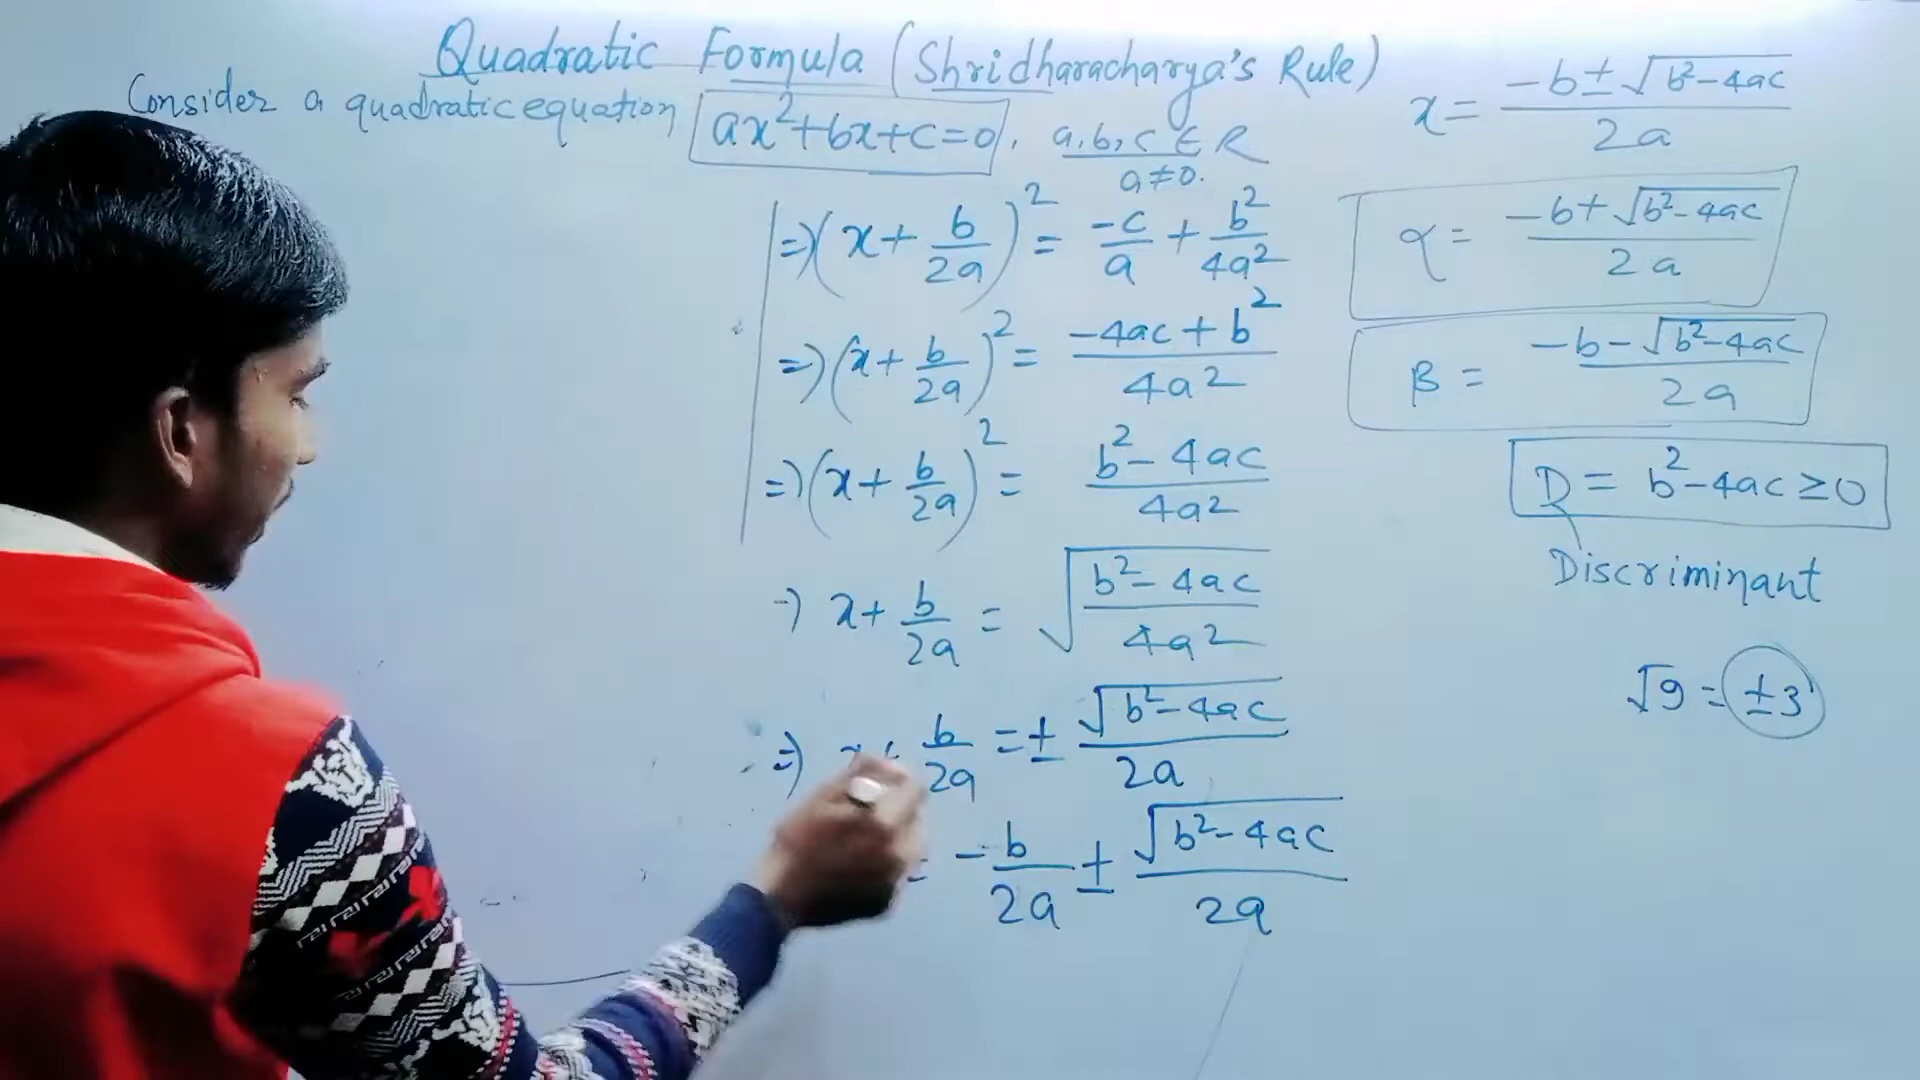 Quadratic Formula (Shridharacharya's Rule)
Consider a quadratic equation ax²+bx+c=0, a,b,c ∈ R
a≠0.
=> (x + b/2a)² = -c/a + b²/4a²
=> (x + b/2a)² = (-4ac + b²)/4a²
=> (x + b/2a)² = (b² - 4ac)/4a²
=> x + b/2a = √((b² - 4ac)/4a²)
=> x + b/2a = ± √(b² - 4ac)/2a
= -b/2a ± √(b² - 4ac)/2a
x = (-b ± √(b² - 4ac))/2a
α = (-b + √(b² - 4ac))/2a
β = (-b - √(b² - 4ac))/2a
D = b² - 4ac ≥ 0
Discriminant
√9 = ±3